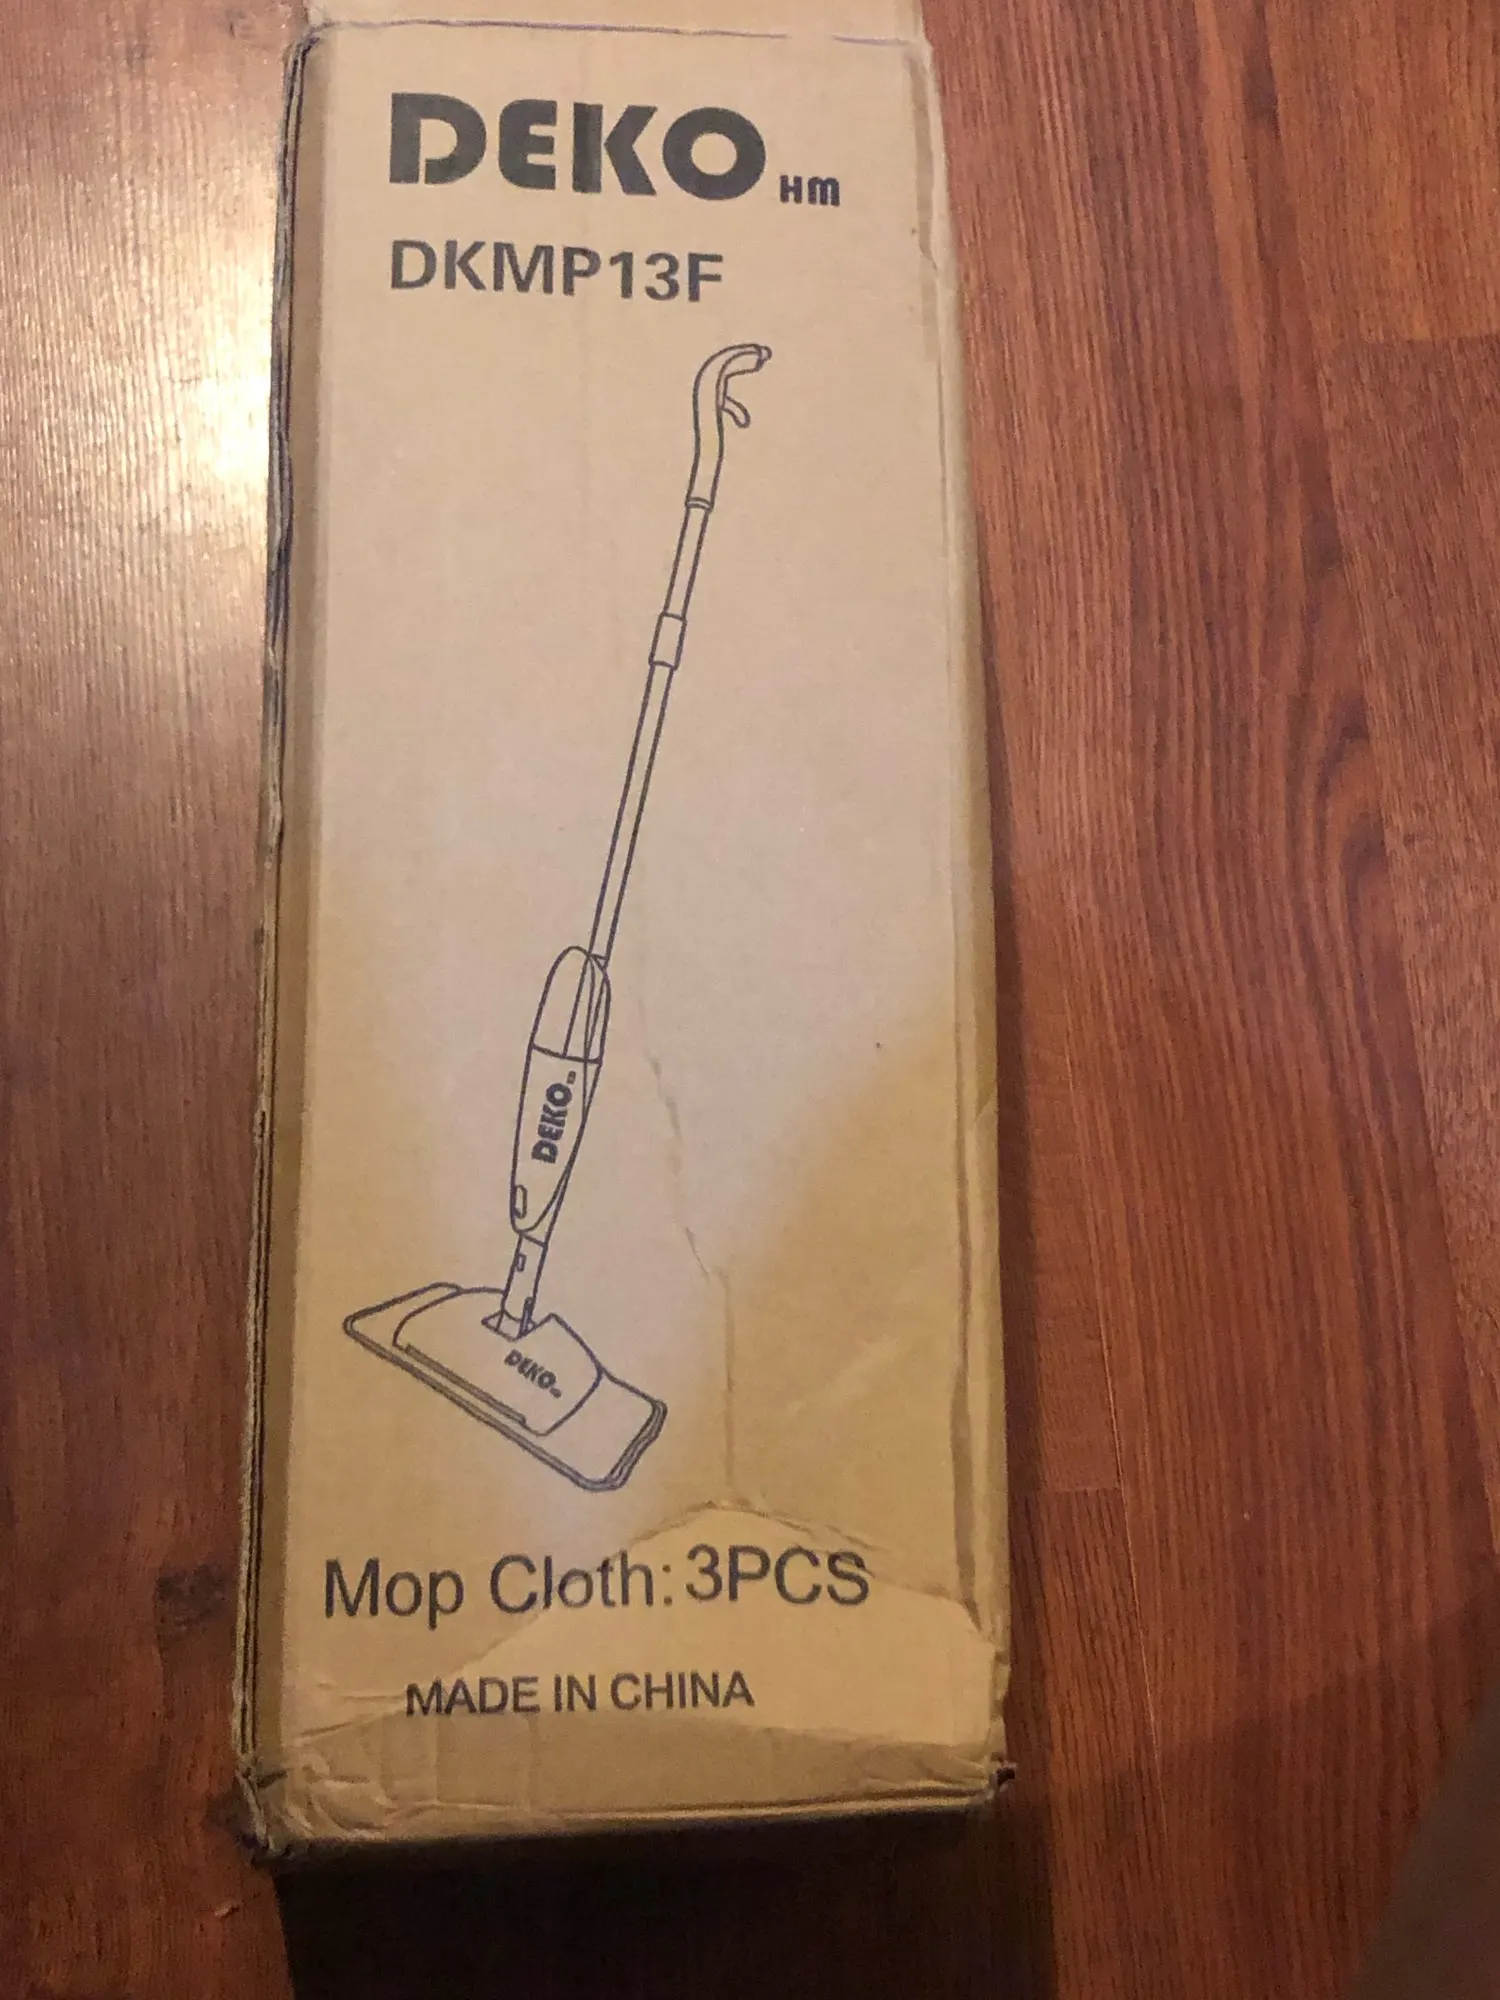 DEKO HM
DKMP13F
DEKO
DEKO
Mop Cloth: 3PCS
MADE IN CHINA